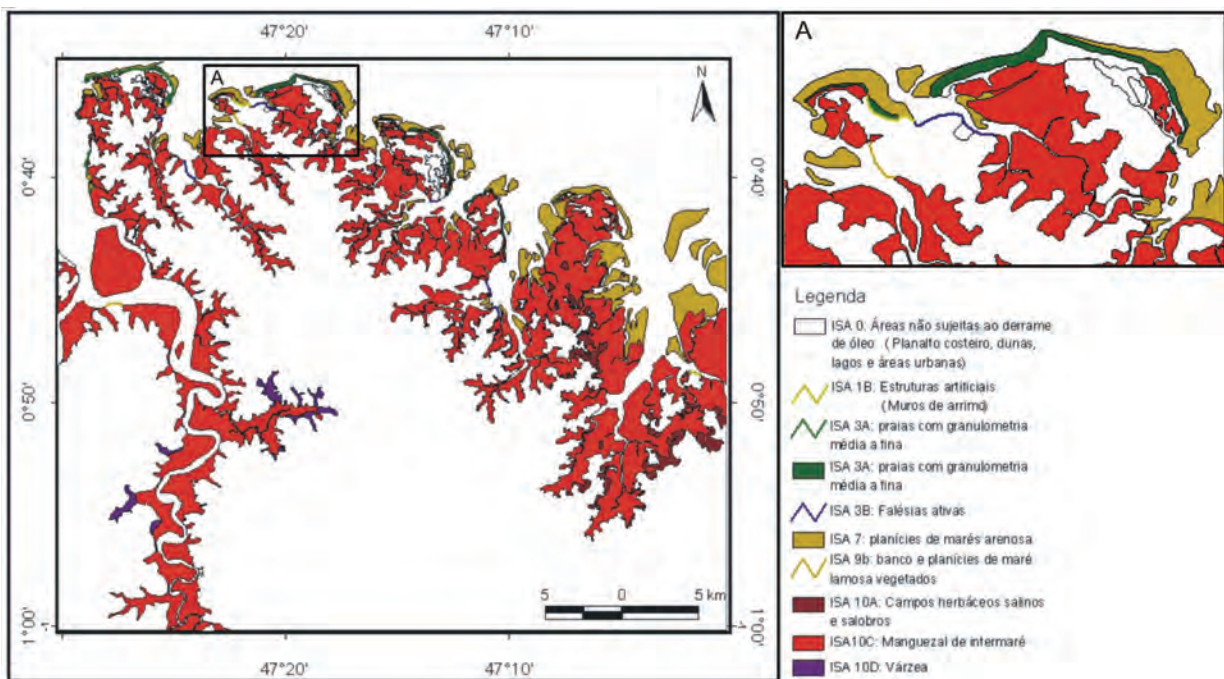 47°20'
47°10'
A
N
0°40'
0°40'
0°50'
0°50'
1°00'
1°00'
5
0
5 km
47°20'
47°10'
A
Legenda
ISA 0: Áreas não sujeitas ao derrame
de óleo (Planalto costeiro, dunas,
lagos e áreas urbanas)
ISA 1B: Estruturas artificiais
(Muros de arrimo)
ISA 3A: praias com granulometria
média a fina
ISA 3A: praias com granulometria
média a fina
ISA 3B: Falésias ativas
ISA 7: planícies de marés arenosa
ISA 9b: banco e planícies de maré
lamosa vegetados
ISA 10A: Campos herbáceos salinos
e salobros
ISA10C: Manguezal de intermaré
ISA 10D: Várzea